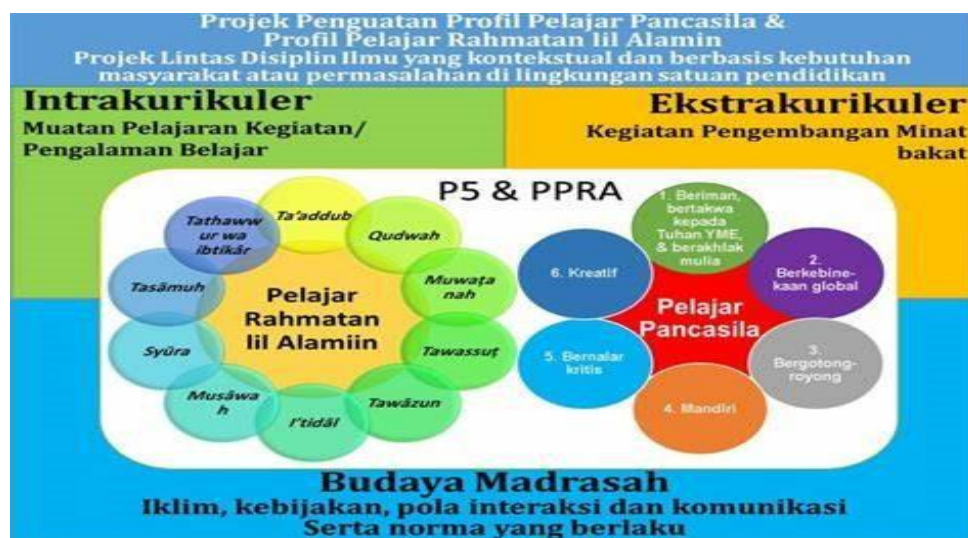 Projek Penguatan Profil Pelajar Pancasila &
Profil Pelajar Rahmatan lil Alamin
Projek Lintas Disiplin Ilmu yang kontekstual dan berbasis kebutuhan
masyarakat atau permasalahan di lingkungan satuan pendidikan
Intrakurikuler
Muatan Pelajaran Kegiatan/
Pengalaman Belajar
Ekstrakurikuler
Kegiatan Pengembangan Minat
bakat
P5 & PPRA
Ta'addub
Qudwah
Muwaṭa
nah
Tawassuṭ
Tawāzun
I'tidāl
Musāwa
h
Syūra
Tasāmuh
Tathaww
ur wa
ibtikâr
Pelajar
Rahmatan
lil Alamiin
1. Beriman,
bertakwa
kepada
Tuhan YME,
& berakhlak
mulia
2.
Berkebine-
kaan global
3.
Bergotong-
royong
4. Mandiri
5. Bernalar
kritis
6. Kreatif
Pelajar
Pancasila
Budaya Madrasah
Iklim, kebijakan, pola interaksi dan komunikasi
Serta norma yang berlaku